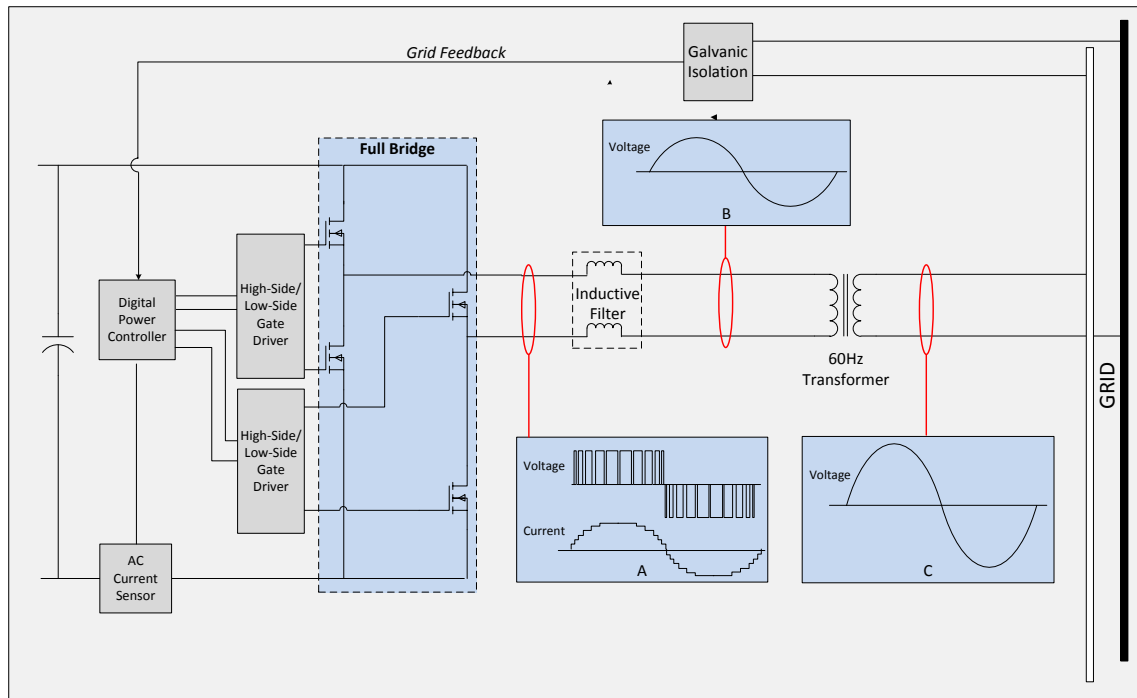 Grid Feedback
Galvanic
Isolation
Full Bridge
Voltage
B
High-Side/
Low-Side
Gate
Driver
Digital
Power
Controller
Inductive
Filter
60Hz
Transformer
GRID
High-Side/
Low-Side
Gate
Driver
Voltage
Current
A
Voltage
C
AC
Current
Sensor